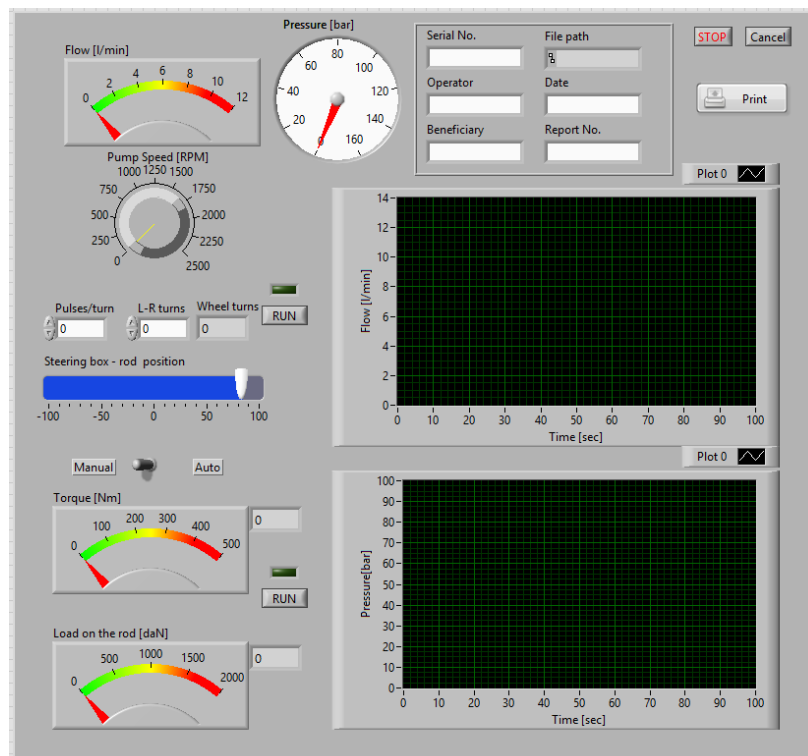 Flow [l/min]
0 2 4 6 8 10 12
Pressure [bar]
0 20 40 60 80 100 120 140 160
Serial No.
File path
Operator
Date
Beneficiary
Report No.
STOP
Cancel
Print
Pump Speed [RPM]
0 250 500 750 1000 1250 1500 1750 2000 2250 2500
Pulses/turn
0
L-R turns
0
Wheel turns
0
RUN
Steering box - rod position
-100 -50 0 50 100
Manual
Auto
Torque [Nm]
0 100 200 300 400 500
0
RUN
Load on the rod [daN]
0 500 1000 1500 2000
0
Plot 0
Flow [l/min]
14
12
10
8
6
4
2
0
0 10 20 30 40 50 60 70 80 90 100
Time [sec]
Plot 0
Pressure[bar]
100
90
80
70
60
50
40
30
20
10
0
0 10 20 30 40 50 60 70 80 90 100
Time [sec]